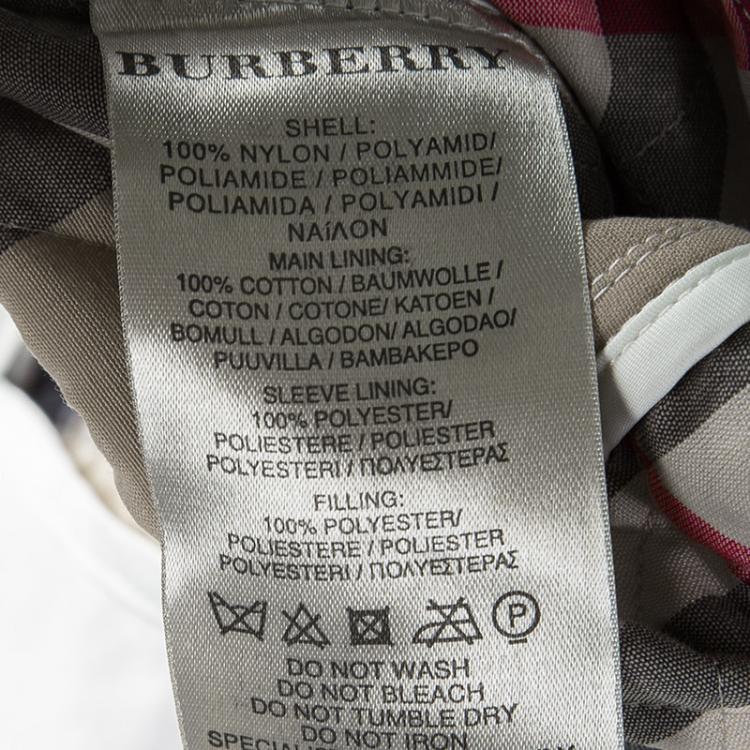 BURBERRY
SHELL:
100% NYLON / POLYAMID/
POLIAMIDE / POLIAMMIDE/
POLIAMIDA / POLYAMIDI /
ΝΑίΛΟΝ
MAIN LINING:
100% COTTON / BAUMWOLLE /
COTON / COTONE/ KATOEN /
BOMULL / ALGODON/ ALGODAO/
PUUVILLA / ΒΑΜΒΑΚΕΡΟ
SLEEVE LINING:
100% POLYESTER/
POLIESTERE / POLIESTER
POLYESTERI / ΠΟΛΥΕΣΤΕΡΑΣ
FILLING:
100% POLYESTER/
POLIESTERE / POLIESTER
POLYESTERI / ΠΟΛΥΕΣΤΕΡΑΣ
P
DO NOT WASH
DO NOT BLEACH
DO NOT TUMBLE DRY
DO NOT IRON